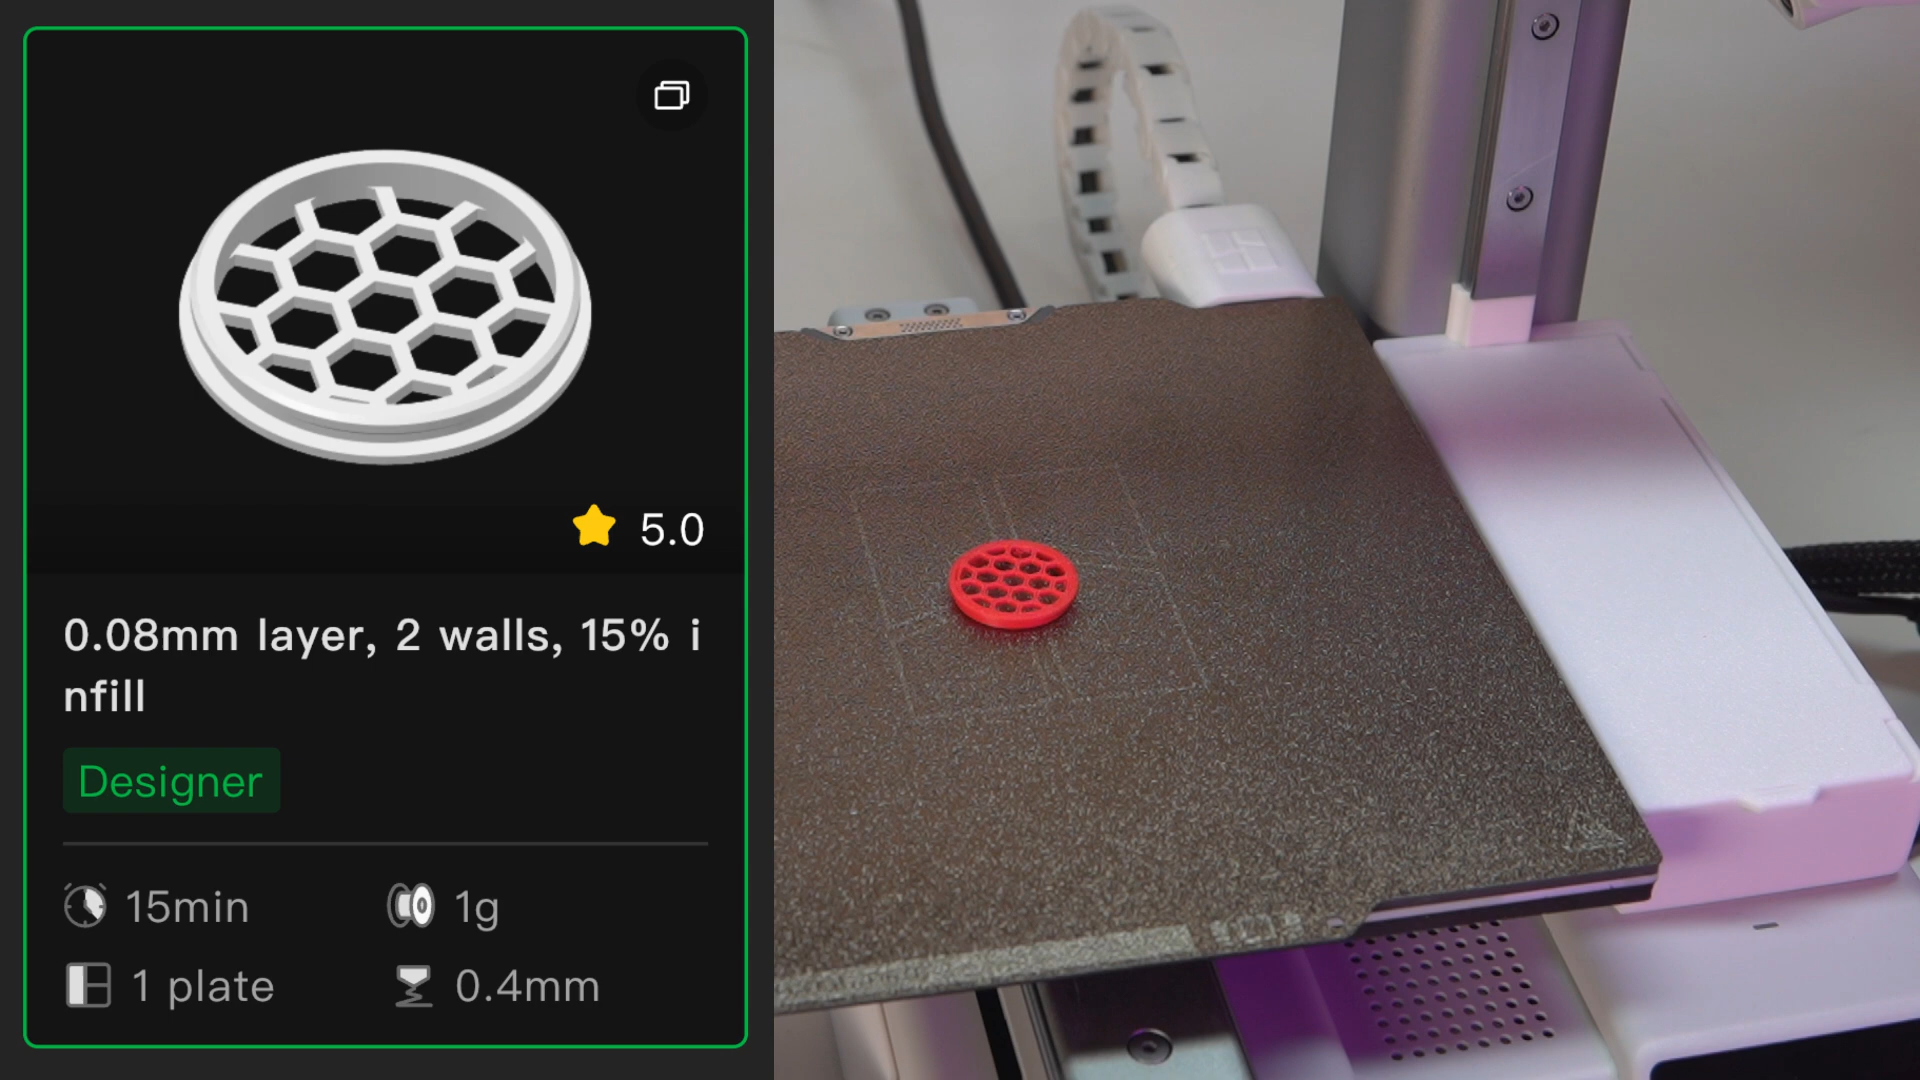 5.0
0.08mm layer, 2 walls, 15% i
nfill
Designer
15min
1g
1 plate
0.4mm